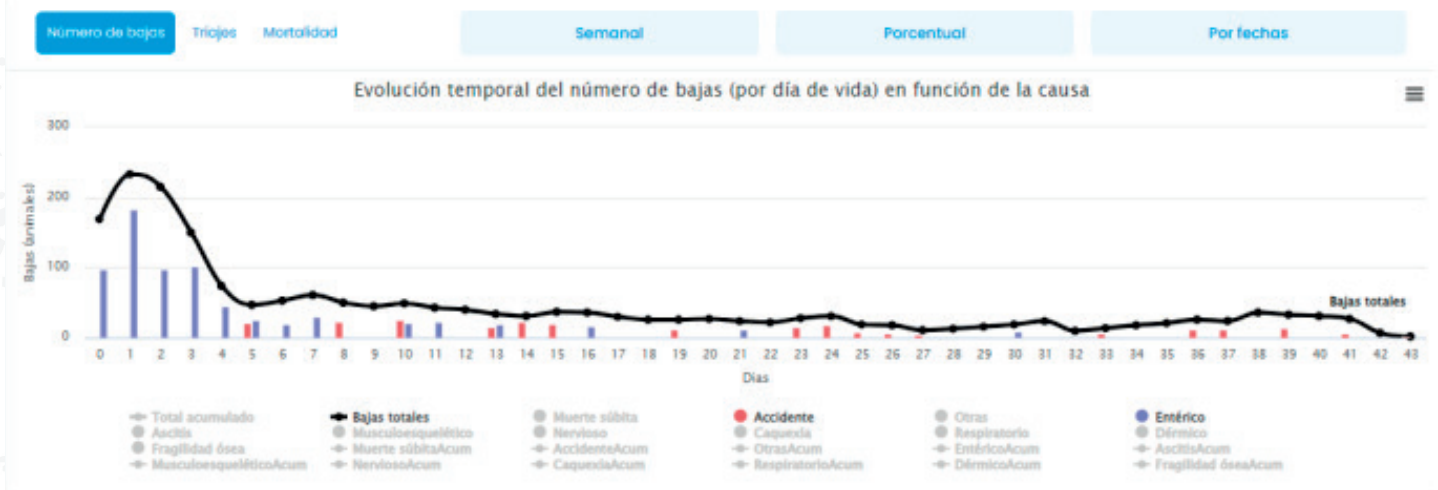 Número de bajas Triajes Mortalidad Semanal Porcentual Por fechas
Evolución temporal del número de bajas (por día de vida) en función de la causa
300
200
100
0
Bajas (animales)
Bajas totales
0 1 2 3 4 5 6 7 8 9 10 11 12 13 14 15 16 17 18 19 20 21 22 23 24 25 26 27 28 29 30 31 32 33 34 35 36 37 38 39 40 41 42 43
Días
Total acumulado Bajas totales Muerte súbita Accidente Otras Entérico
Ascitis Musculoesquelético Nervioso Caquexia Respiratorio Dérmico
Fragilidad ósea Muerte súbitaAcum AccidenteAcum OtrasAcum EntéricoAcum AscitisAcum
MusculoesqueléticoAcum NerviosoAcum CaquexiaAcum RespiratorioAcum DérmicoAcum Fragilidad óseaAcum